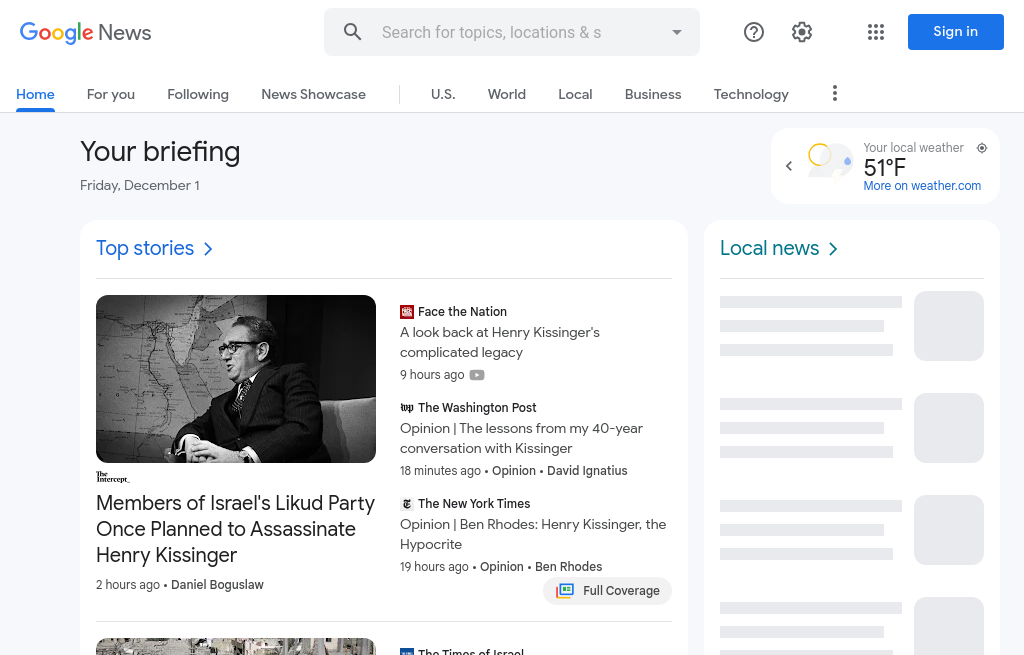 Google News
Search for topics, locations & s
Sign in
Home
For you
Following
News Showcase
U.S.
World
Local
Business
Technology
Your briefing
Friday, December 1
Your local weather
51°F
More on weather.com
Top stories
Local news
The Intercept_
Members of Israel's Likud Party
Once Planned to Assassinate
Henry Kissinger
2 hours ago • Daniel Boguslaw
Face the Nation
A look back at Henry Kissinger's
complicated legacy
9 hours ago
wp The Washington Post
Opinion | The lessons from my 40-year
conversation with Kissinger
18 minutes ago • Opinion • David Ignatius
The New York Times
Opinion | Ben Rhodes: Henry Kissinger, the
Hypocrite
19 hours ago • Opinion • Ben Rhodes
Full Coverage
The Times of Israel